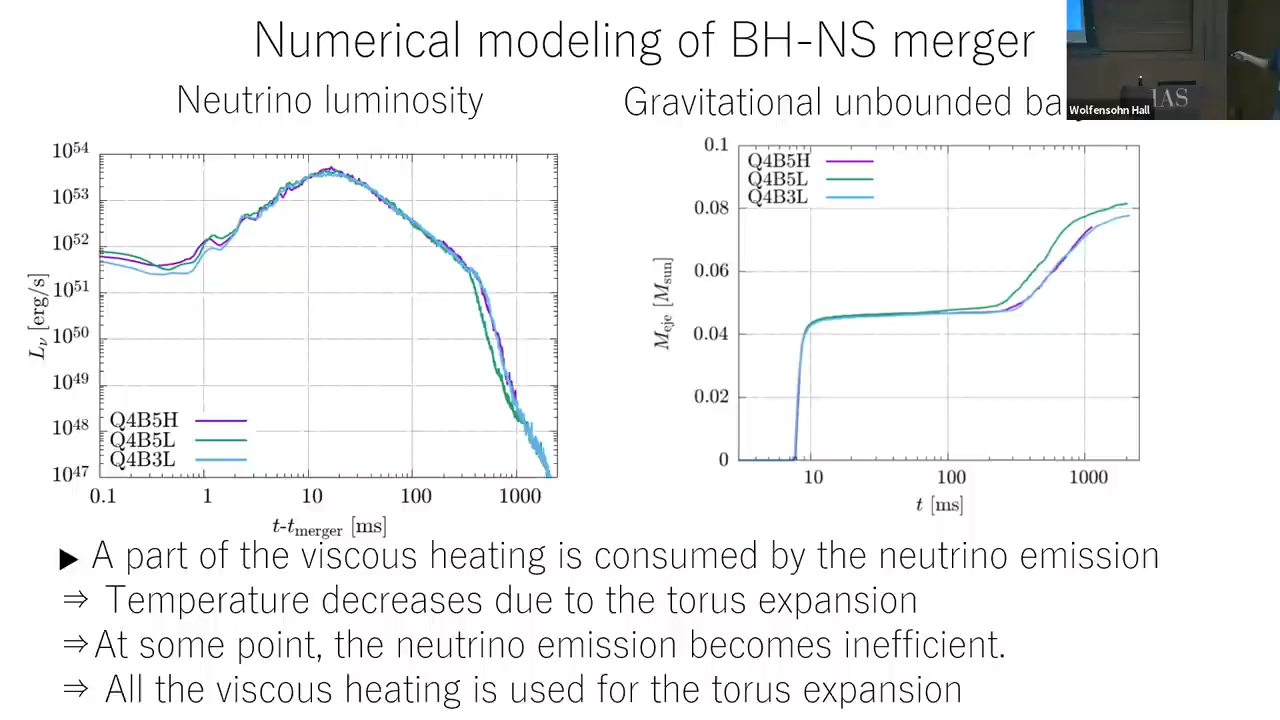 Numerical modeling of BH-NS merger
Neutrino luminosity
Gravitational unbounded
Wolfensohn Hall
IAS
10^54
10^53
10^52
10^51
10^50
10^49
10^48
10^47
L_ν [erg/s]
Q4B5H
Q4B5L
Q4B3L
0.1 1 10 100 1000
t-t_merger [ms]
0.1
0.08
0.06
0.04
0.02
0
M_eje [M_sun]
Q4B5H
Q4B5L
Q4B3L
10 100 1000
t [ms]
▶ A part of the viscous heating is consumed by the neutrino emission
⇒ Temperature decreases due to the torus expansion
⇒At some point, the neutrino emission becomes inefficient.
⇒ All the viscous heating is used for the torus expansion